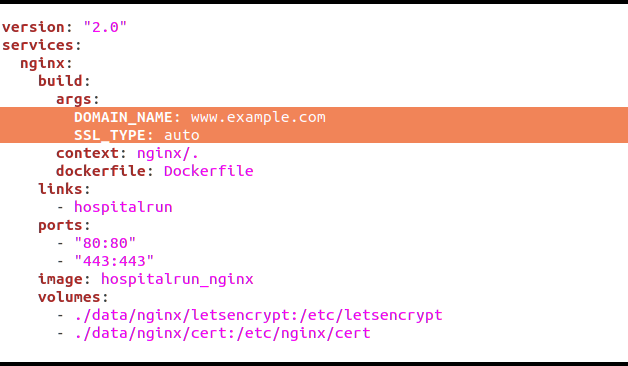 version: "2.0"
services:
  nginx:
    build:
      args:
        DOMAIN_NAME: www.example.com
        SSL_TYPE: auto
      context: nginx/.
      dockerfile: Dockerfile
    links:
      - hospitalrun
    ports:
      - "80:80"
      - "443:443"
    image: hospitalrun_nginx
    volumes:
      - ./data/nginx/letsencrypt:/etc/letsencrypt
      - ./data/nginx/cert:/etc/nginx/cert